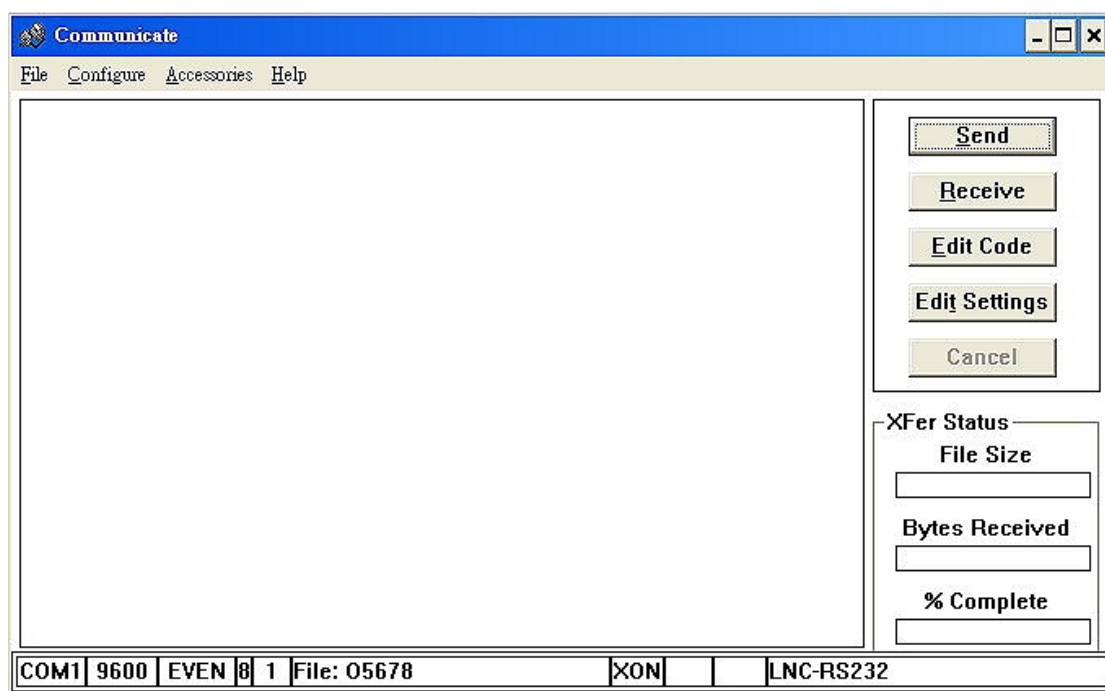 Communicate
File Configure Accessories Help
Send
Receive
Edit Code
Edit Settings
Cancel
XFer Status
File Size
Bytes Received
% Complete
COM1 9600 EVEN 8 1 File: O5678 XON LNC-RS232